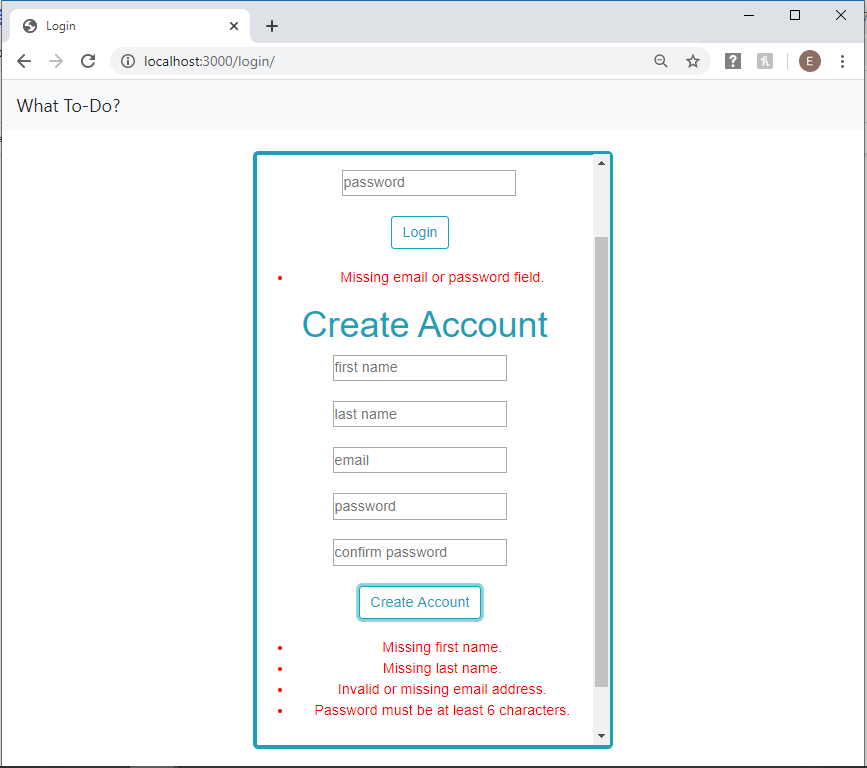 Login
localhost:3000/login/
E
What To-Do?
password
Login
Missing email or password field.
Create Account
first name
last name
email
password
confirm password
Create Account
Missing first name.
Missing last name.
Invalid or missing email address.
Password must be at least 6 characters.